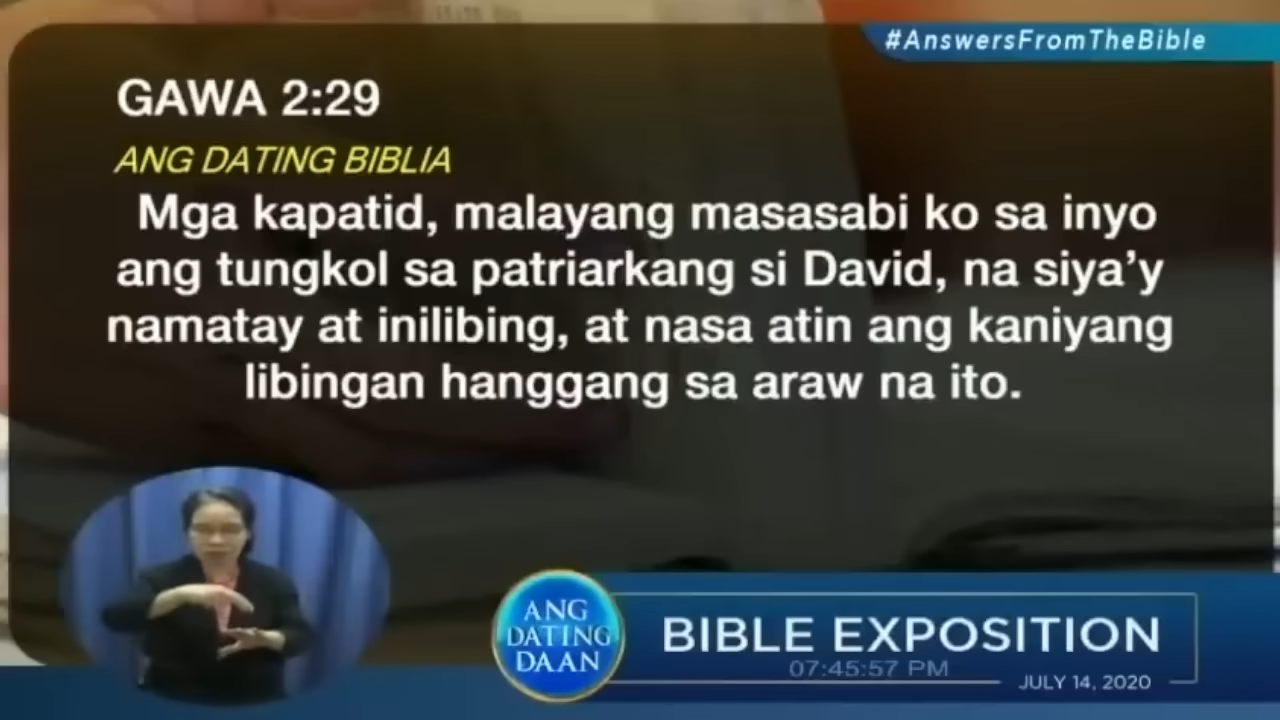 #AnswersFromTheBible
GAWA 2:29
ANG DATING BIBLIA
Mga kapatid, malayang masasabi ko sa inyo
ang tungkol sa patriarkang si David, na siya’y
namatay at inilibing, at nasa atin ang kaniyang
libingan hanggang sa araw na ito.
ANG
DATING
DAAN
BIBLE EXPOSITION
07:45:57 PM
JULY 14, 2020